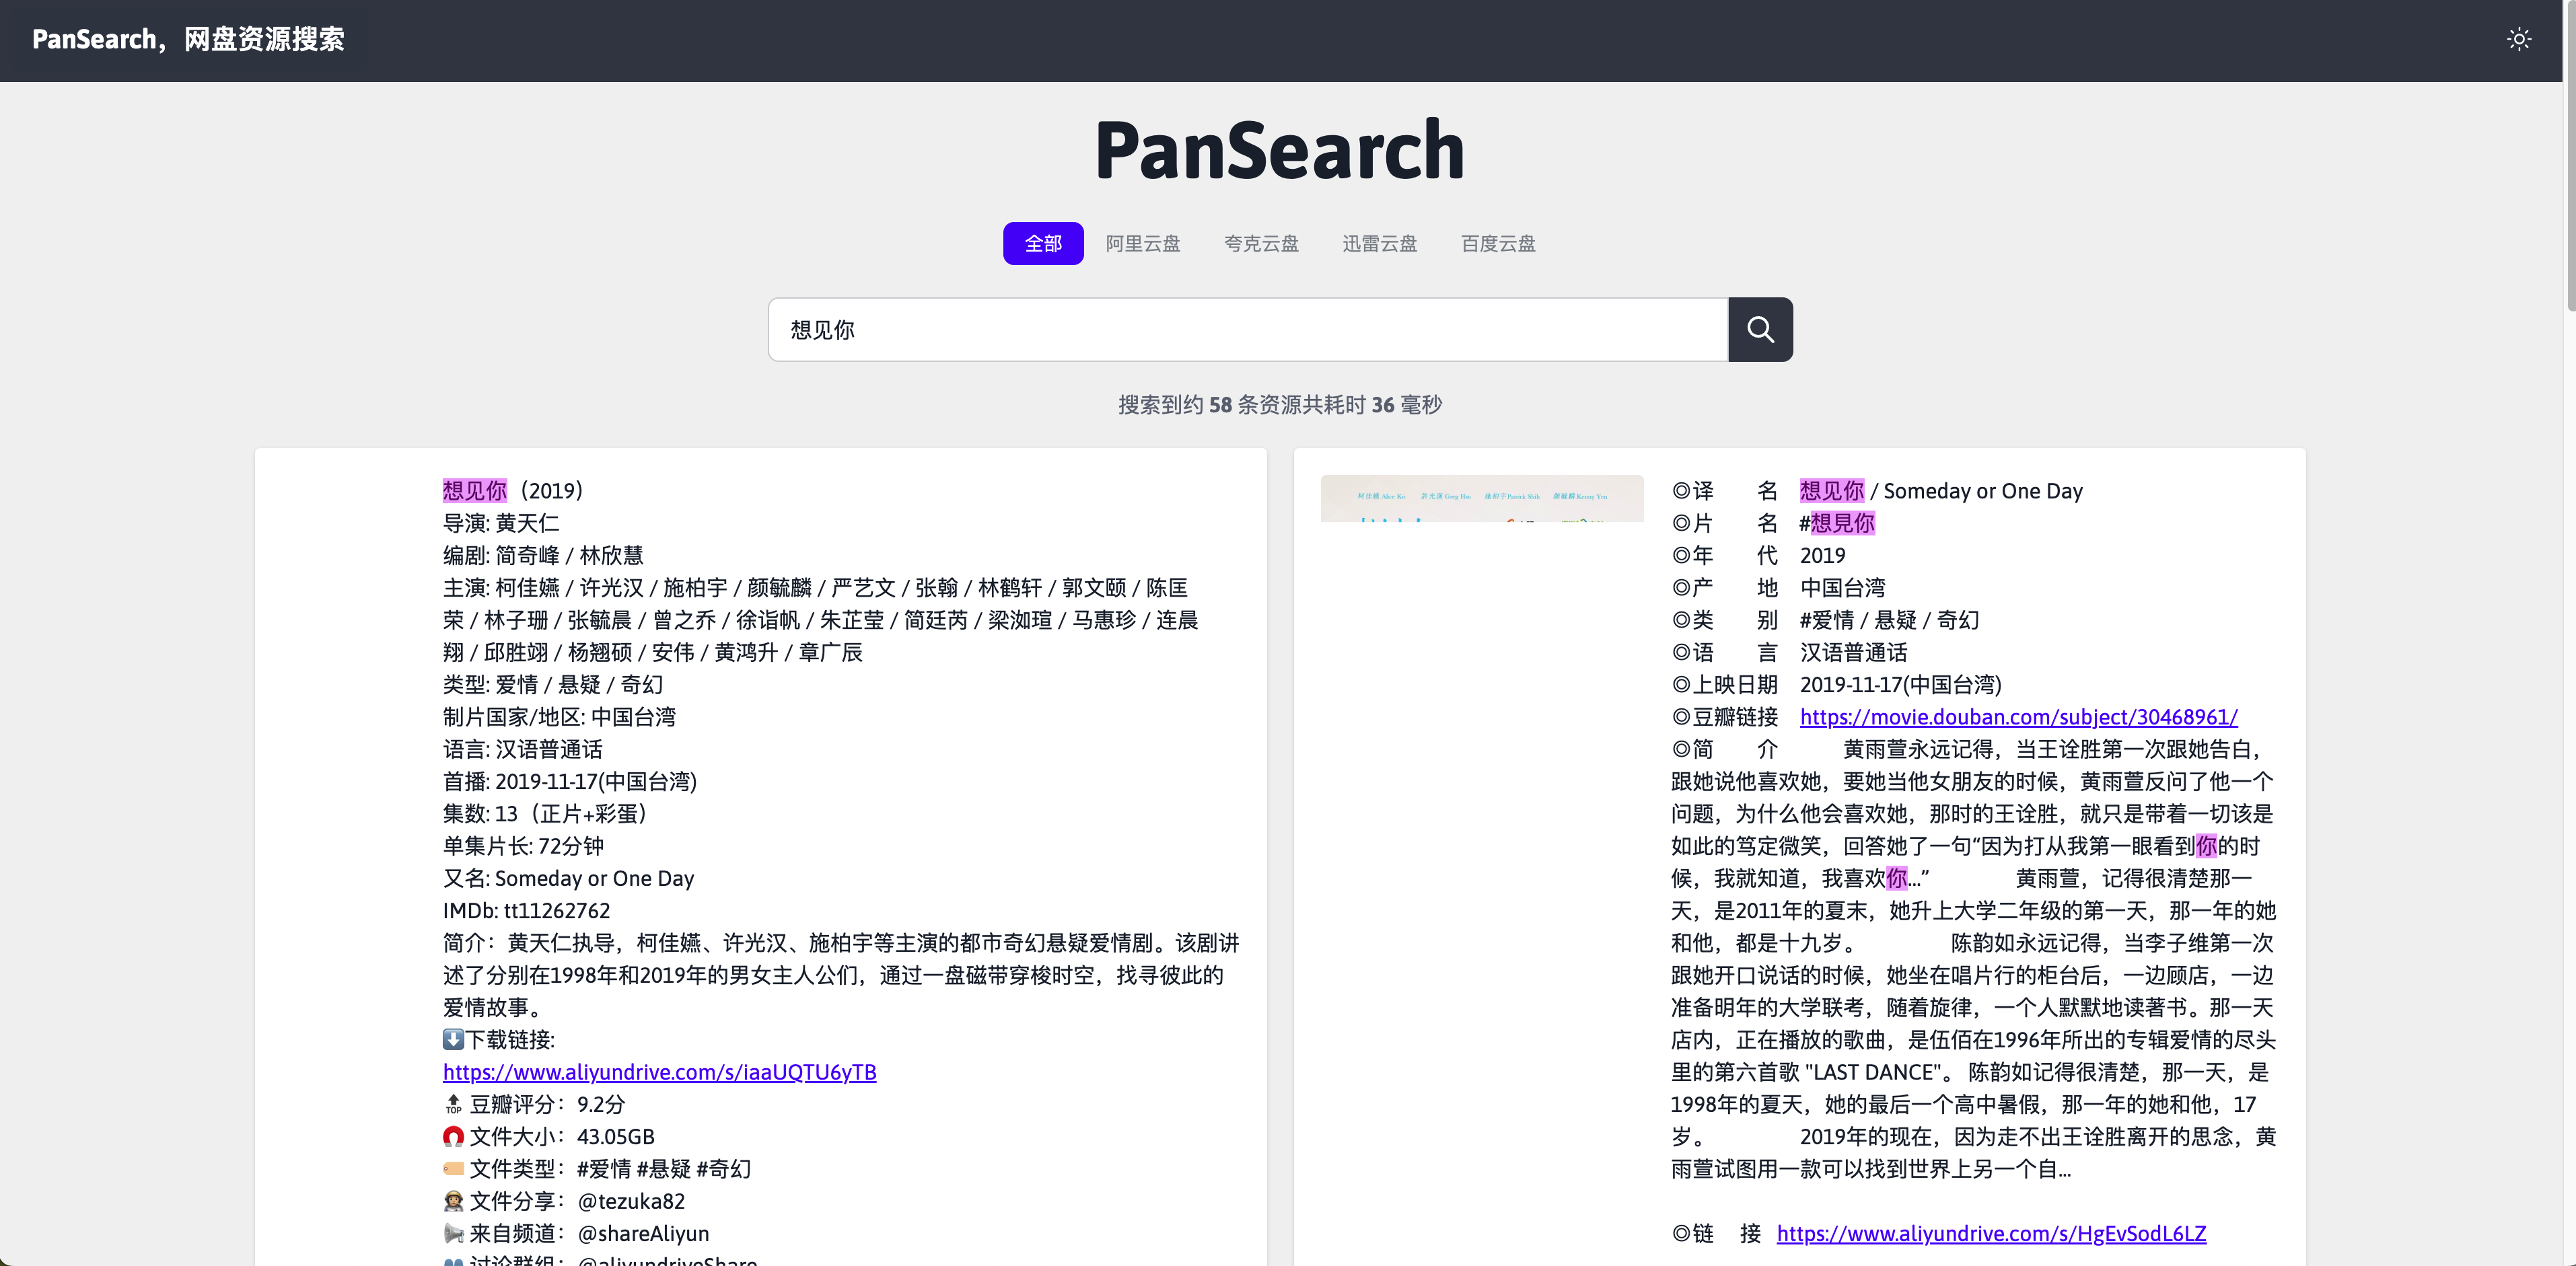 PanSearch，网盘资源搜索
PanSearch
全部 阿里云盘 夸克云盘 迅雷云盘 百度云盘
想见你
搜索到约 58 条资源共耗时 36 毫秒
想见你（2019）
导演: 黄天仁
编剧: 简奇峰 / 林欣慧
主演: 柯佳嬿 / 许光汉 / 施柏宇 / 颜毓麟 / 严艺文 / 张翰 / 林鹤轩 / 郭文颐 / 陈匡
荣 / 林子珊 / 张毓晨 / 曾之乔 / 徐诣帆 / 朱芷莹 / 简廷芮 / 梁洳瑄 / 马惠珍 / 连晨
翔 / 邱胜翊 / 杨翘硕 / 安伟 / 黄鸿升 / 章广辰
类型: 爱情 / 悬疑 / 奇幻
制片国家/地区: 中国台湾
语言: 汉语普通话
首播: 2019-11-17(中国台湾)
集数: 13（正片+彩蛋）
单集片长: 72分钟
又名: Someday or One Day
IMDb: tt11262762
简介：黄天仁执导，柯佳嬿、许光汉、施柏宇等主演的都市奇幻悬疑爱情剧。该剧讲
述了分别在1998年和2019年的男女主人公们，通过一盘磁带穿梭时空，找寻彼此的
爱情故事。
⬇️下载链接:
https://www.aliyundrive.com/s/iaaUQTU6yTB
🔝 豆瓣评分：9.2分
🧲 文件大小：43.05GB
🏷 文件类型：#爱情 #悬疑 #奇幻
文件分享：@tezuka82
📢 来自频道：@shareAliyun
👥 讨论群组：@aliyundriveShare
柯佳嬿 Alice Ko 許光漢 Greg Hsu 施柏宇 Patrick Shih 顏毓麟 Kenny Yen
◎译　　名　想见你 / Someday or One Day
◎片　　名　#想見你
◎年　　代　2019
◎产　　地　中国台湾
◎类　　别　#爱情 / 悬疑 / 奇幻
◎语　　言　汉语普通话
◎上映日期　2019-11-17(中国台湾)
◎豆瓣链接　https://movie.douban.com/subject/30468961/
◎简　　介　　　黄雨萱永远记得，当王诠胜第一次跟她告白，
跟她说他喜欢她，要她当他女朋友的时候，黄雨萱反问了他一个
问题，为什么他会喜欢她，那时的王诠胜，就只是带着一切该是
如此的笃定微笑，回答她了一句“因为打从我第一眼看到你的时
候，我就知道，我喜欢你...”　　　　黄雨萱，记得很清楚那一
天，是2011年的夏末，她升上大学二年级的第一天，那一年的她
和他，都是十九岁。　　　　陈韵如永远记得，当李子维第一次
跟她开口说话的时候，她坐在唱片行的柜台后，一边顾店，一边
准备明年的大学联考，随着旋律，一个人默默地读著书。那一天
店内，正在播放的歌曲，是伍佰在1996年所出的专辑爱情的尽头
里的第六首歌 "LAST DANCE"。 陈韵如记得很清楚，那一天，是
1998年的夏天，她的最后一个高中暑假，那一年的她和他，17
岁。　　　　2019年的现在，因为走不出王诠胜离开的思念，黄
雨萱试图用一款可以找到世界上另一个自...
◎链　接　https://www.aliyundrive.com/s/HgEvSodL6LZ